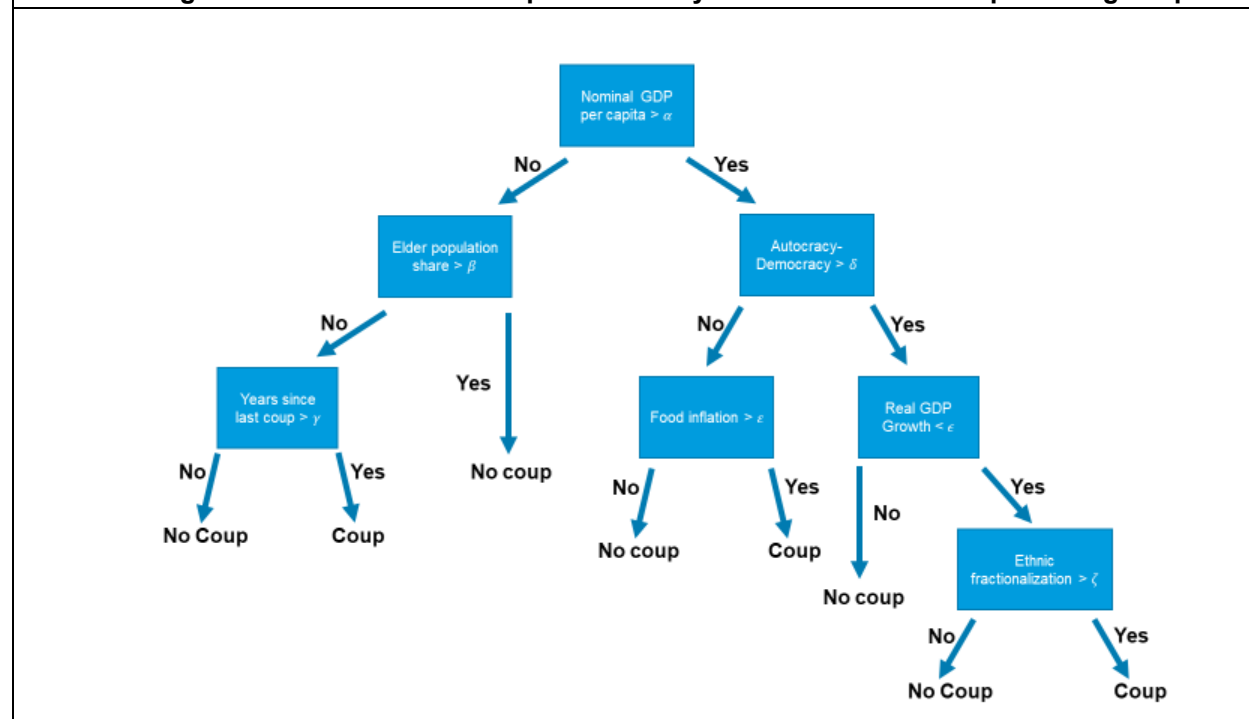 Nominal GDP
per capita > α
No
Yes
Elder population
share > β
Autocracy-
Democracy > δ
No
Yes
No
Yes
Years since
last coup > γ
Food inflation > ε
Real GDP
Growth < ϵ
No
Yes
No coup
No
Yes
No
Yes
No Coup
Coup
No coup
Coup
No coup
Ethnic
fractionalization > ζ
No
Yes
No Coup
Coup